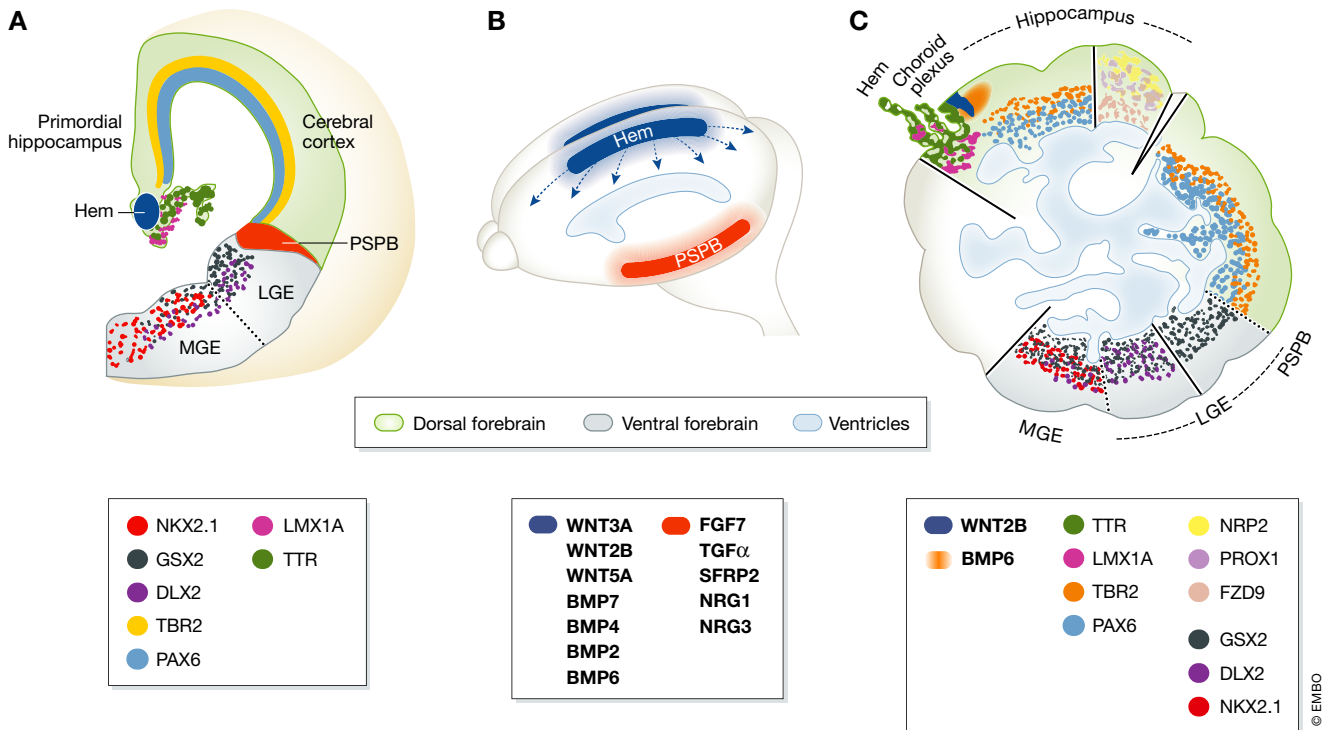 A
Primordial
hippocampus
Cerebral
cortex
Hem
PSPB
LGE
MGE
B
Hem
PSPB
C
Hippocampus
Hem
Choroid
plexus
PSPB
LGE
MGE
Dorsal forebrain
Ventral forebrain
Ventricles
NKX2.1
GSX2
DLX2
TBR2
PAX6
LMX1A
TTR
WNT3A
WNT2B
WNT5A
BMP7
BMP4
BMP2
BMP6
FGF7
TGFα
SFRP2
NRG1
NRG3
WNT2B
BMP6
TTR
LMX1A
TBR2
PAX6
NRP2
PROX1
FZD9
GSX2
DLX2
NKX2.1
© EMBO